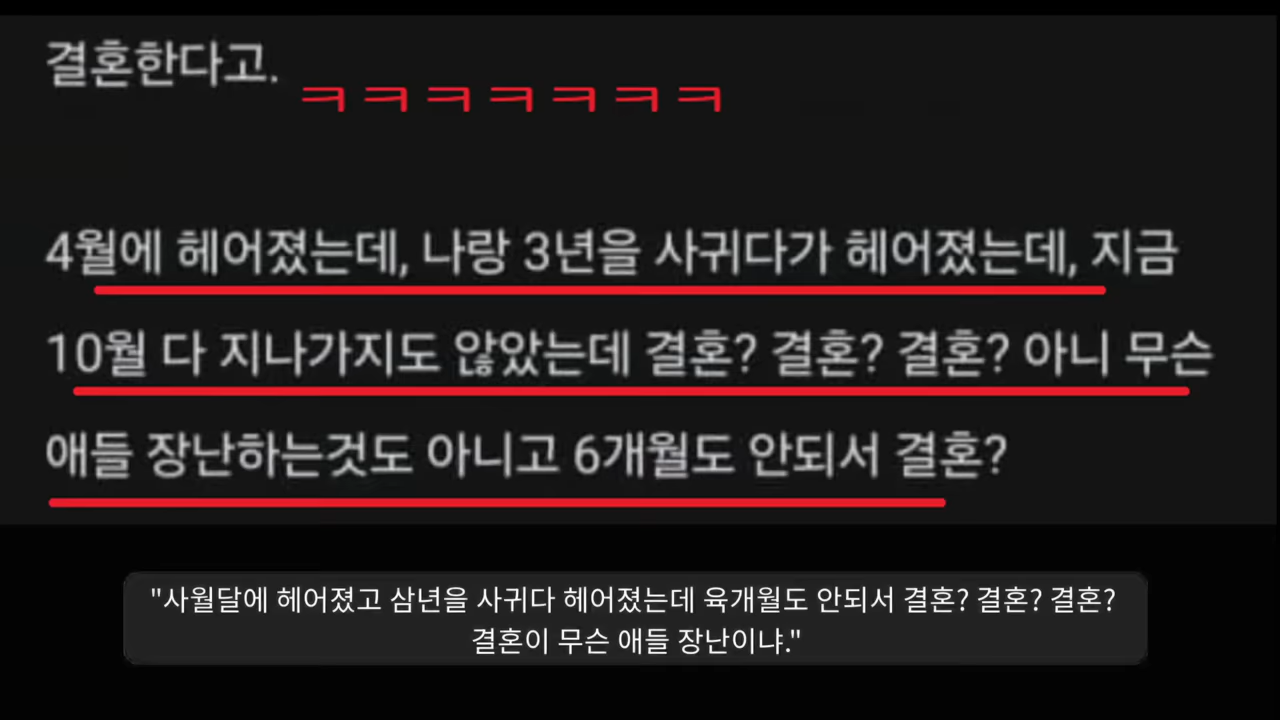 결혼한다고.
ㅋㅋㅋㅋㅋㅋㅋ
4월에 헤어졌는데, 나랑 3년을 사귀다가 헤어졌는데, 지금
10월 다 지나가지도 않았는데 결혼? 결혼? 결혼? 아니 무슨
애들 장난하는것도 아니고 6개월도 안되서 결혼?
"사월달에 헤어졌고 삼년을 사귀다 헤어졌는데 육개월도 안되서 결혼? 결혼? 결혼?
결혼이 무슨 애들 장난이냐."